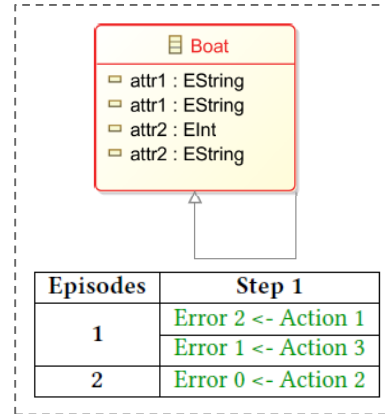 Boat
attr1 : EString
attr1 : EString
attr2 : EInt
attr2 : EString
Episodes Step 1
1 Error 2 <- Action 1
Error 1 <- Action 3
2 Error 0 <- Action 2